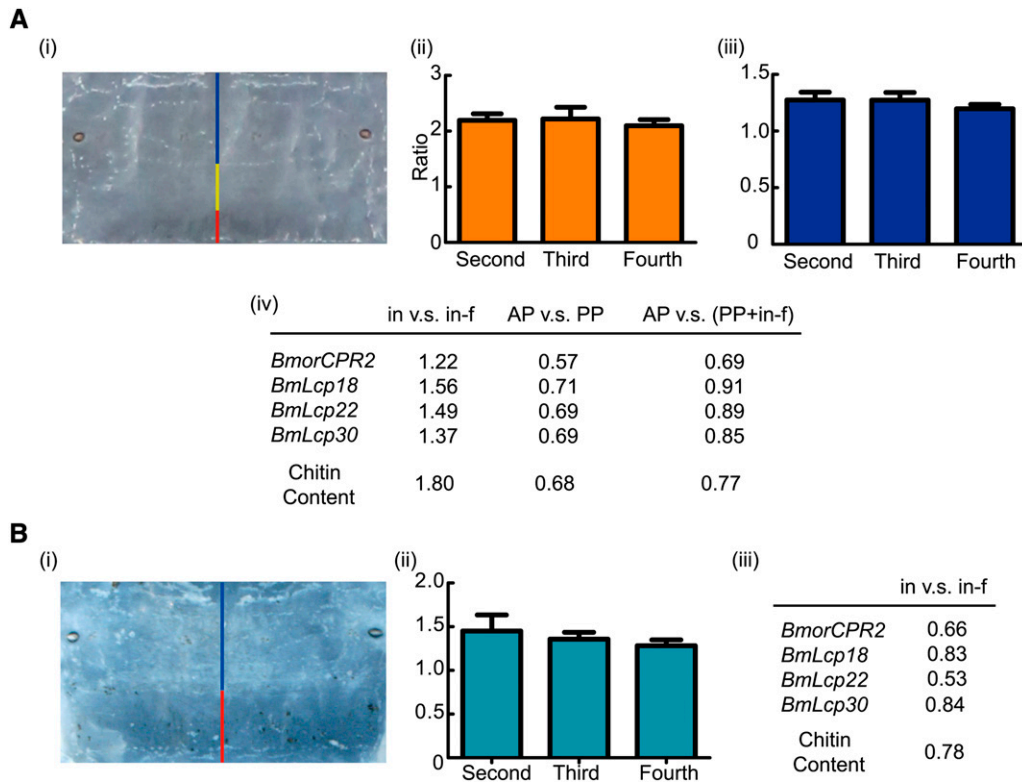 A
(i)
(ii)
(iii)
Ratio
3
2
1
0
Second Third Fourth
1.5
1.0
0.5
0
Second Third Fourth
(iv)
in v.s. in-f AP v.s. PP AP v.s. (PP+in-f)
BmorCPR2 1.22 0.57 0.69
BmLcp18 1.56 0.71 0.91
BmLcp22 1.49 0.69 0.89
BmLcp30 1.37 0.69 0.85
Chitin
Content 1.80 0.68 0.77
B
(i)
(ii)
2.0
1.5
1.0
0.5
0
Second Third Fourth
(iii)
in v.s. in-f
BmorCPR2 0.66
BmLcp18 0.83
BmLcp22 0.53
BmLcp30 0.84
Chitin
Content 0.78